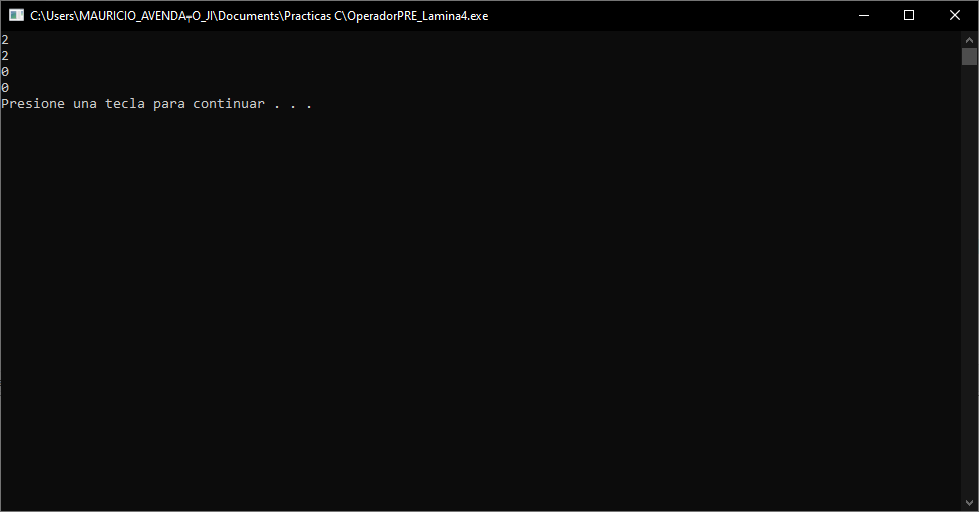 C:\Users\MAURICIO_AVENDA╤O_JI\Documents\Practicas C\OperadorPRE_Lamina4.exe
2
2
0
0
Presione una tecla para continuar . . .